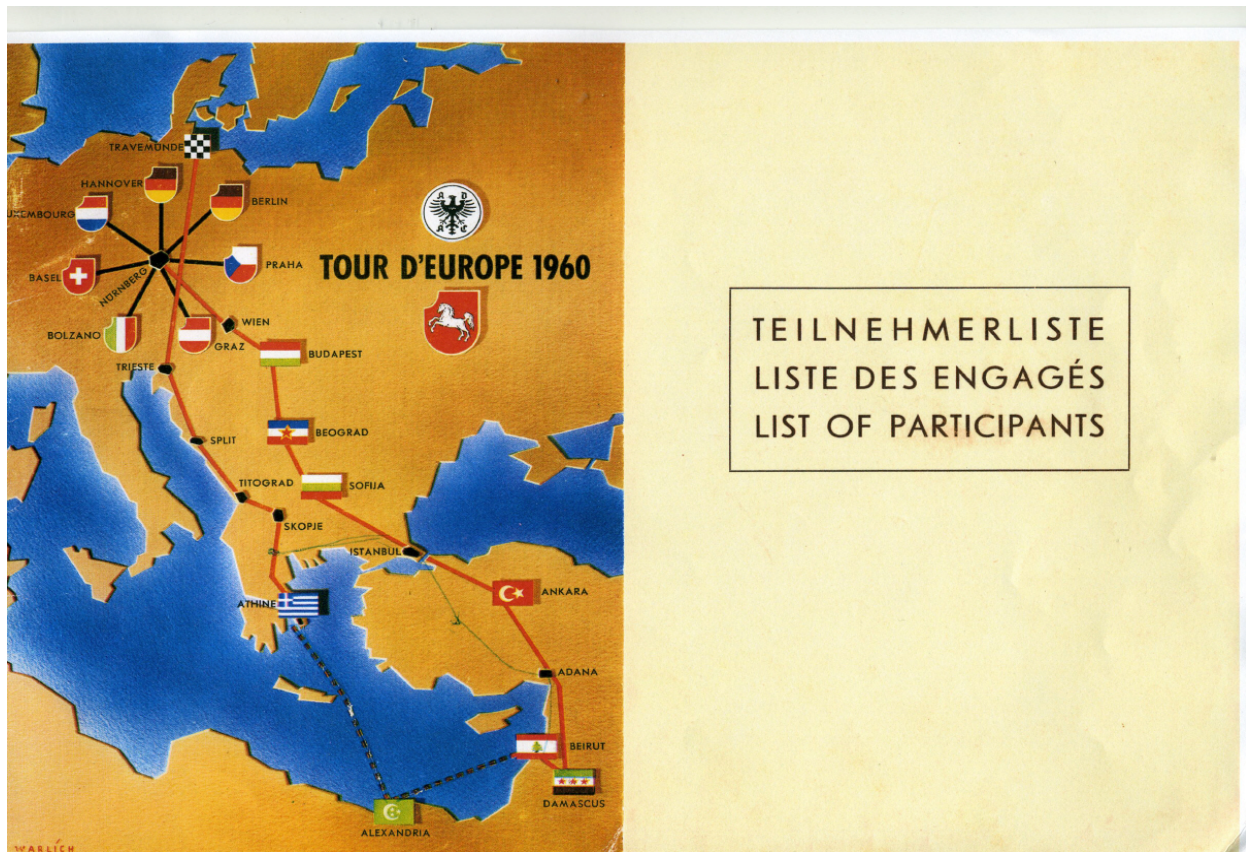 TRAVEMÜNDE
HANNOVER
BERLIN
UXEMBOURG
PRAHA
BASEL
NÜRNBERG
BOLZANO
GRAZ
WIEN
BUDAPEST
TRIESTE
BEOGRAD
SPLIT
TITOGRAD
SOFIJA
SKOPJE
ISTANBUL
ANKARA
ATHINE
ADANA
BEIRUT
DAMASCUS
ALEXANDRIA
WARLICH
A D
A C
TOUR D'EUROPE 1960
TEILNEHMERLISTE
LISTE DES ENGAGÉS
LIST OF PARTICIPANTS